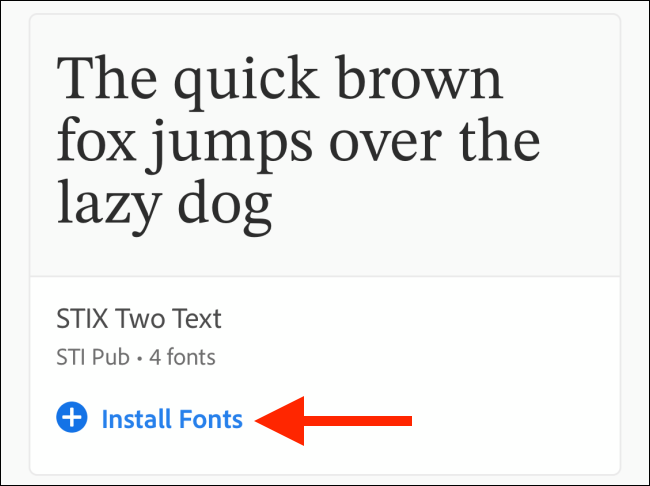 The quick brown
fox jumps over the
lazy dog
STIX Two Text
STI Pub • 4 fonts
Install Fonts